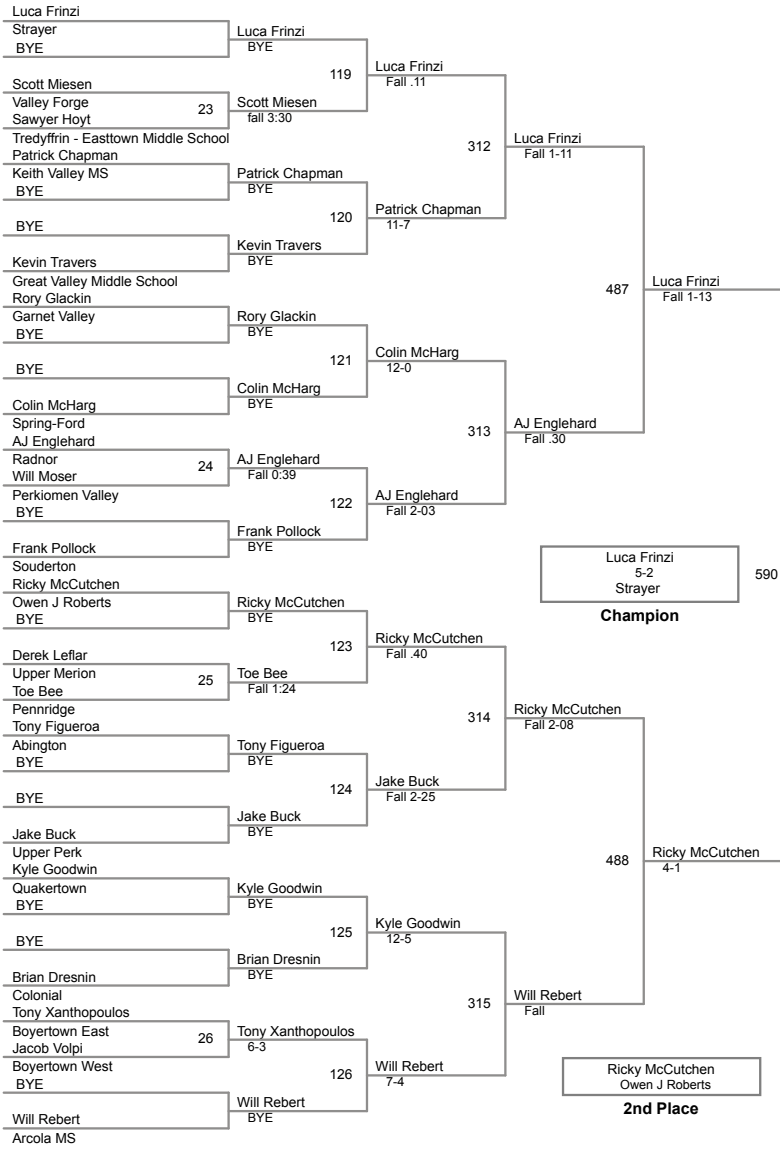 Luca Frinzi
Strayer
BYE
Luca Frinzi
BYE
119
Luca Frinzi
Fall .11
Scott Miesen
Valley Forge
Sawyer Hoyt
Tredyffrin - Easttown Middle School
23
Scott Miesen
fall 3:30
312
Luca Frinzi
Fall 1-11
Patrick Chapman
Keith Valley MS
BYE
Patrick Chapman
BYE
120
Patrick Chapman
11-7
BYE
Kevin Travers
Great Valley Middle School
Kevin Travers
BYE
487
Luca Frinzi
Fall 1-13
Rory Glackin
Garnet Valley
BYE
Rory Glackin
BYE
121
Colin McHarg
12-0
BYE
Colin McHarg
Spring-Ford
Colin McHarg
BYE
313
AJ Englehard
Fall .30
AJ Englehard
Radnor
Will Moser
Perkiomen Valley
24
AJ Englehard
Fall 0:39
122
AJ Englehard
Fall 2-03
BYE
Frank Pollock
Souderton
Frank Pollock
BYE
Luca Frinzi
5-2
Strayer
590
Champion
Ricky McCutchen
Owen J Roberts
BYE
Ricky McCutchen
BYE
123
Ricky McCutchen
Fall .40
Derek Leflar
Upper Merion
Toe Bee
Pennridge
25
Toe Bee
Fall 1:24
314
Ricky McCutchen
Fall 2-08
Tony Figueroa
Abington
BYE
Tony Figueroa
BYE
124
Jake Buck
Fall 2-25
BYE
Jake Buck
Upper Perk
Jake Buck
BYE
488
Ricky McCutchen
4-1
Kyle Goodwin
Quakertown
BYE
Kyle Goodwin
BYE
125
Kyle Goodwin
12-5
BYE
Brian Dresnin
Colonial
Brian Dresnin
BYE
315
Will Rebert
Fall
Tony Xanthopoulos
Boyertown East
Jacob Volpi
Boyertown West
26
Tony Xanthopoulos
6-3
126
Will Rebert
7-4
BYE
Will Rebert
Arcola MS
Will Rebert
BYE
Ricky McCutchen
Owen J Roberts
2nd Place